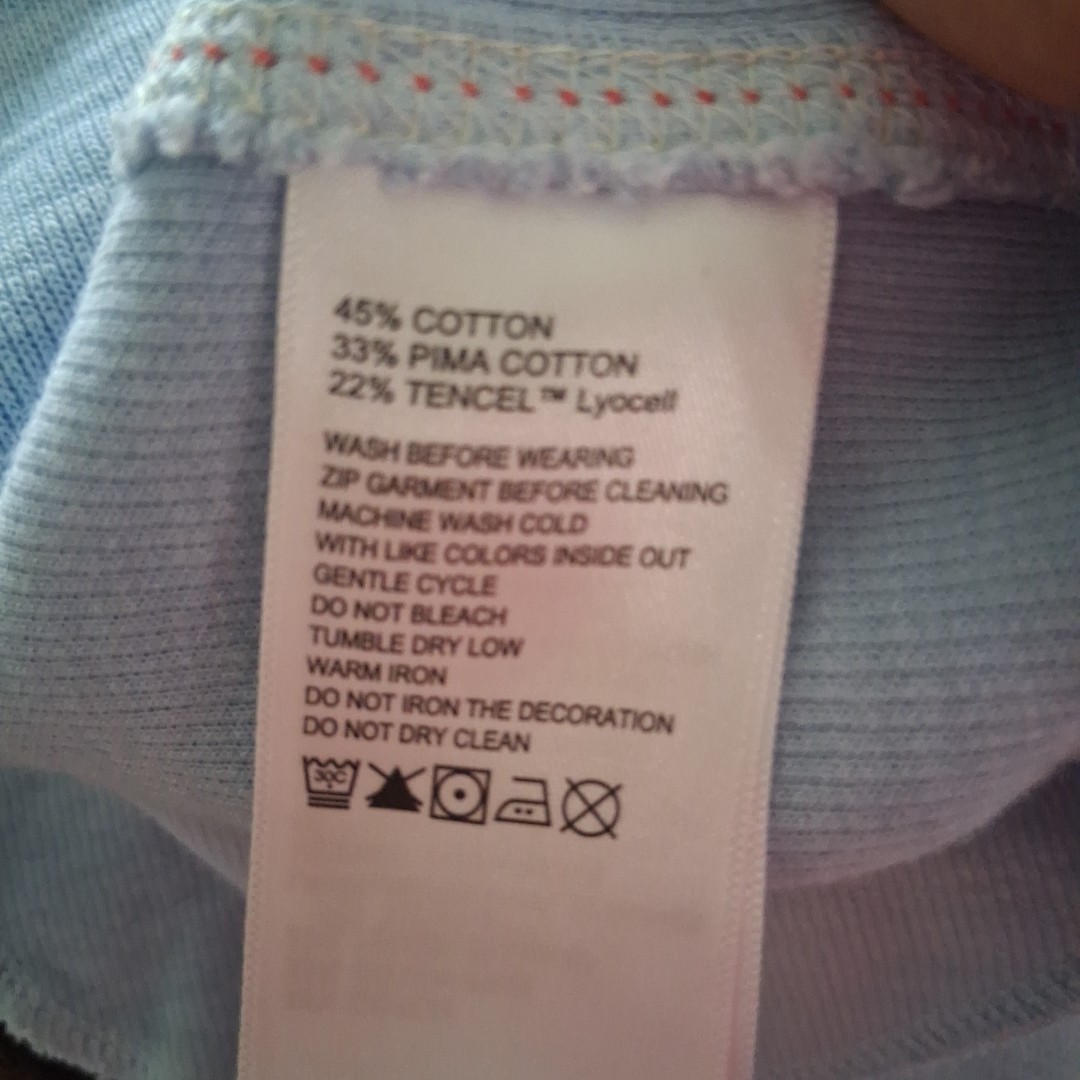 45% COTTON
33% PIMA COTTON
22% TENCEL™ Lyocell
WASH BEFORE WEARING
ZIP GARMENT BEFORE CLEANING
MACHINE WASH COLD
WITH LIKE COLORS INSIDE OUT
GENTLE CYCLE
DO NOT BLEACH
TUMBLE DRY LOW
WARM IRON
DO NOT IRON THE DECORATION
DO NOT DRY CLEAN
30C